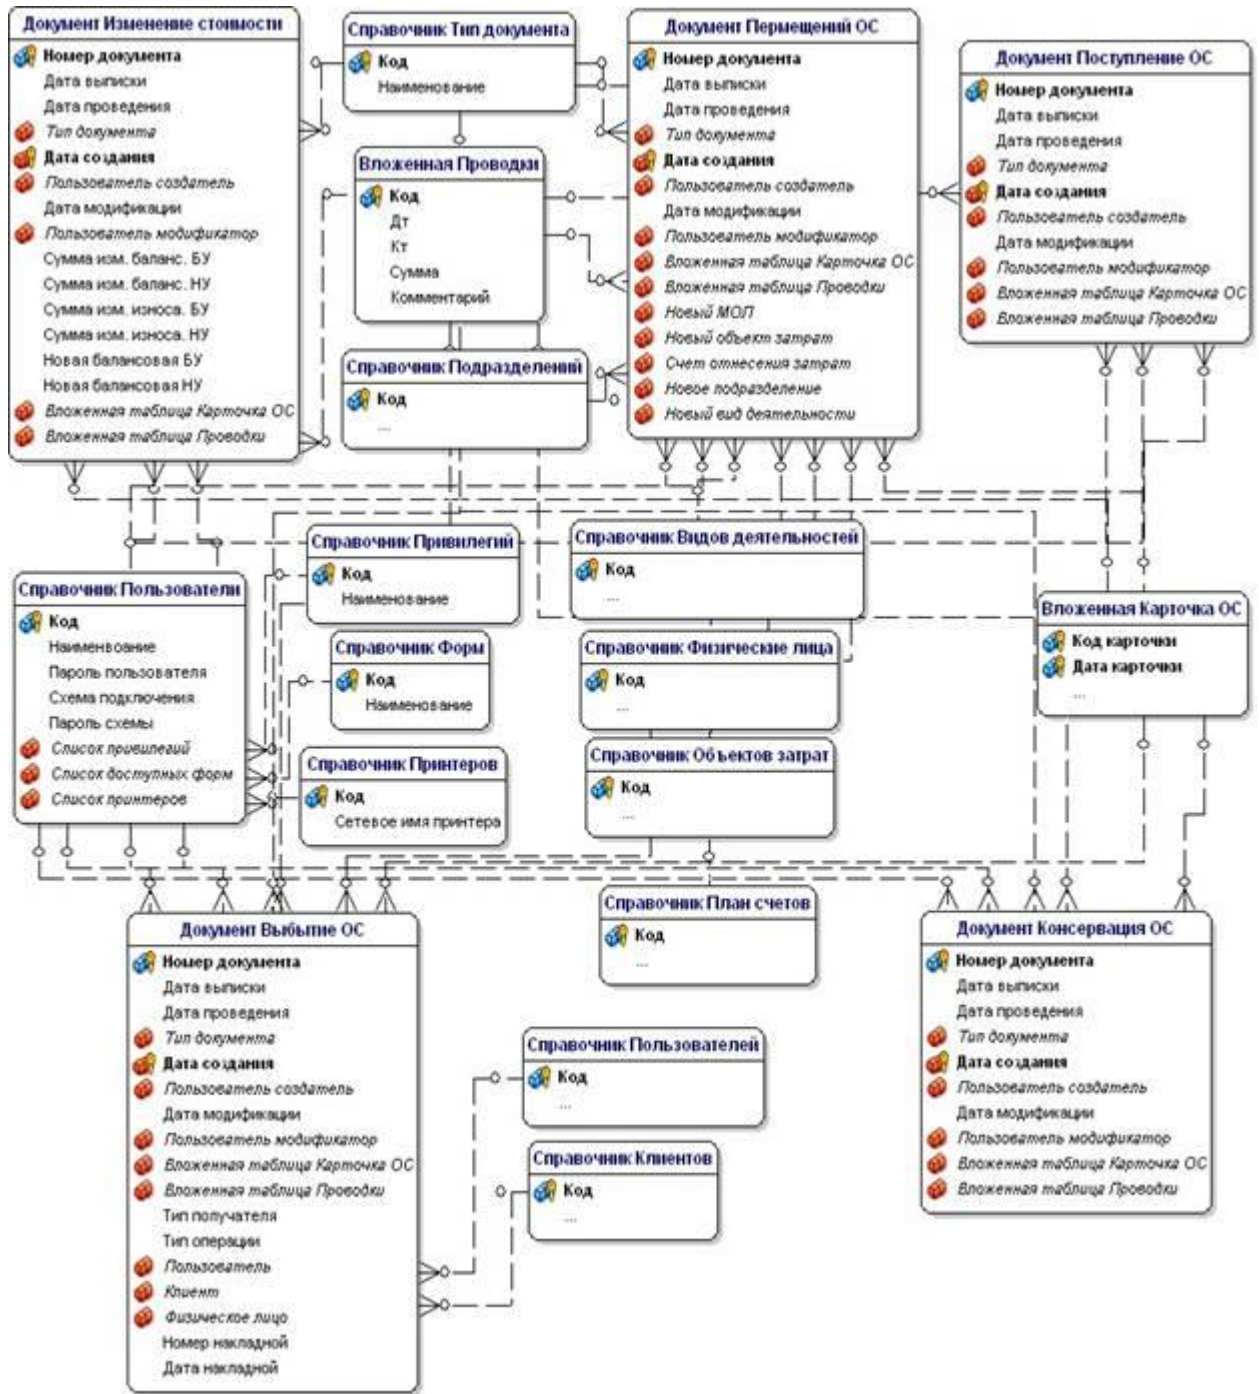 Документ Изменение стоимости
Номер документа
Дата выписки
Дата проведения
Тип документа
Дата создания
Пользователь создатель
Дата модификации
Пользователь модификатор
Сумма изм. баланс. БУ
Сумма изм. баланс. НУ
Сумма изм. износа. БУ
Сумма изм. износа. НУ
Новая балансовая БУ
Новая балансовая НУ
Вложенная таблица Карточка ОС
Вложенная таблица Проводки
Справочник Тип документа
Код
Наименование
Вложенная Проводки
Код
Дт
Кт
Сумма
Комментарий
Справочник Подразделений
Код
...
Документ Пермещений ОС
Номер документа
Дата выписки
Дата проведения
Тип документа
Дата создания
Пользователь создатель
Дата модификации
Пользователь модификатор
Вложенная таблица Карточка ОС
Вложенная таблица Проводки
Новый МОЛ
Новый объект затрат
Счет отнесения затрат
Новое подразделение
Новый вид деятельности
Документ Поступление ОС
Номер документа
Дата выписки
Дата проведения
Тип документа
Дата создания
Пользователь создатель
Дата модификации
Пользователь модификатор
Вложенная таблица Карточка ОС
Вложенная таблица Проводки
Справочник Пользователи
Код
Наименвоание
Пароль пользователя
Схема подключения
Пароль схемы
Список привилегий
Список доступных форм
Список принтеров
Справочник Привилегий
Код
Наименование
Справочник Форм
Код
Наименование
Справочник Принтеров
Код
Сетевое имя принтера
Справочник Видов деятельностей
Код
...
Справочник Физические лица
Код
...
Справочник Объектов затрат
Код
...
Справочник План счетов
Код
...
Вложенная Карточка ОС
Код карточки
Дата карточки
...
Документ Выбытие ОС
Номер документа
Дата выписки
Дата проведения
Тип документа
Дата создания
Пользователь создатель
Дата модификации
Пользователь модификатор
Вложенная таблица Карточка ОС
Вложенная таблица Проводки
Тип получателя
Тип операции
Пользователь
Клиент
Физическое лицо
Номер накладной
Дата накладной
Справочник Пользователей
Код
...
Справочник Клиентов
Код
...
Документ Консервация ОС
Номер документа
Дата выписки
Дата проведения
Тип документа
Дата создания
Пользователь создатель
Дата модификации
Пользователь модификатор
Вложенная таблица Карточка ОС
Вложенная таблица Проводки